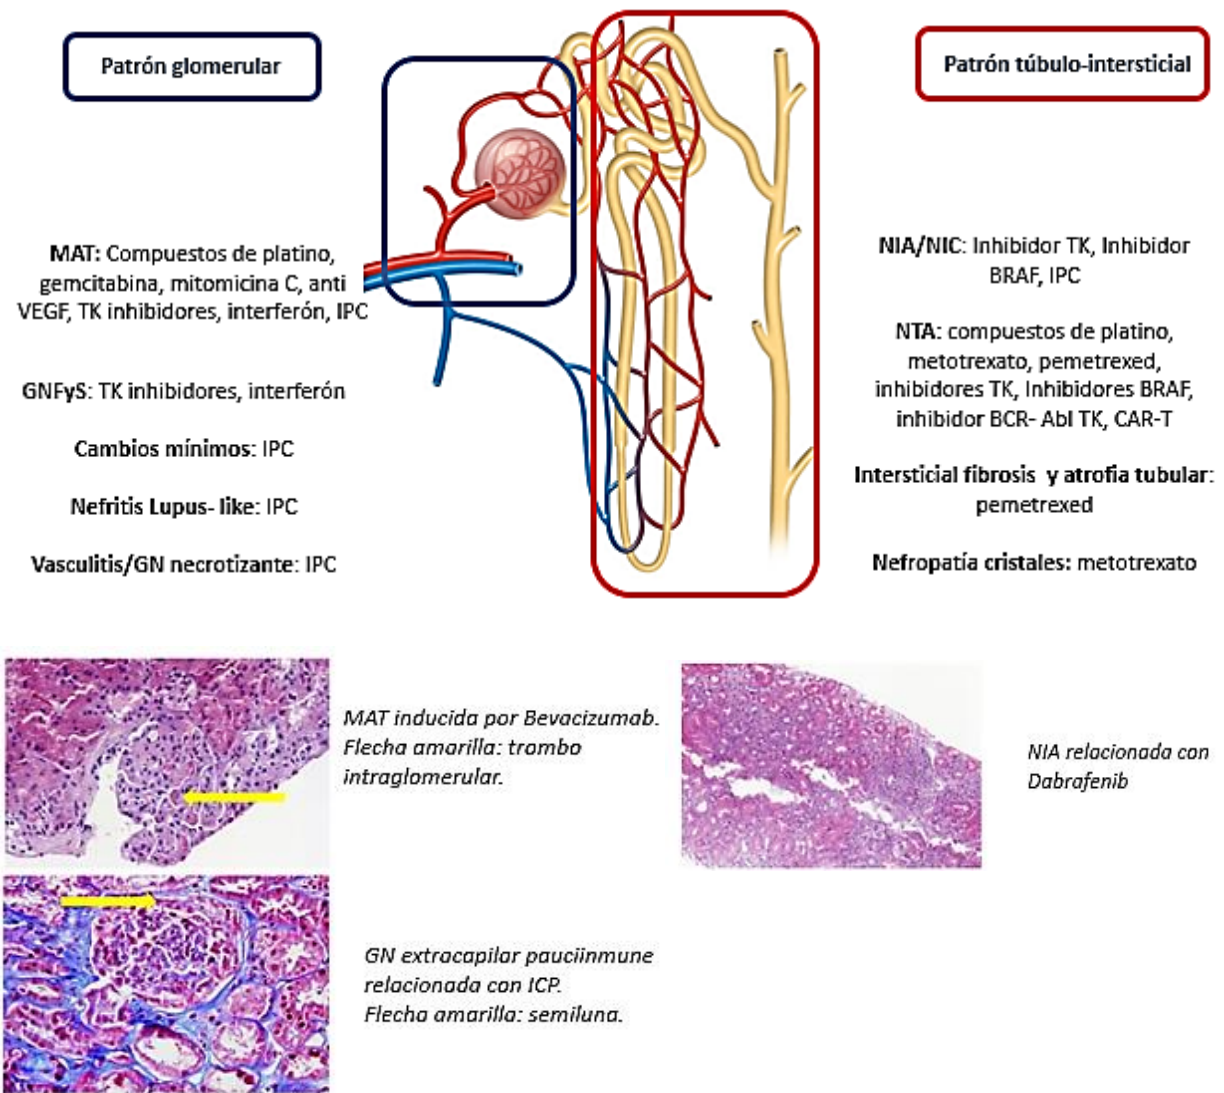 Patrón glomerular
Patrón túbulo-intersticial
MAT: Compuestos de platino,
gemcitabina, mitomicina C, anti
VEGF, TK inhibidores, interferón, IPC
GNFyS: TK inhibidores, interferón
Cambios mínimos: IPC
Nefritis Lupus- like: IPC
Vasculitis/GN necrotizante: IPC
NIA/NIC: Inhibidor TK, Inhibidor
BRAF, IPC
NTA: compuestos de platino,
metotrexato, pemetrexed,
inhibidores TK, Inhibidores BRAF,
inhibidor BCR- Abl TK, CAR-T
Intersticial fibrosis y atrofia tubular:
pemetrexed
Nefropatía cristales: metotrexato
MAT inducida por Bevacizumab.
Flecha amarilla: trombo
intraglomerular.
NIA relacionada con
Dabrafenib
GN extracapilar pauciinmune
relacionada con ICP.
Flecha amarilla: semiluna.